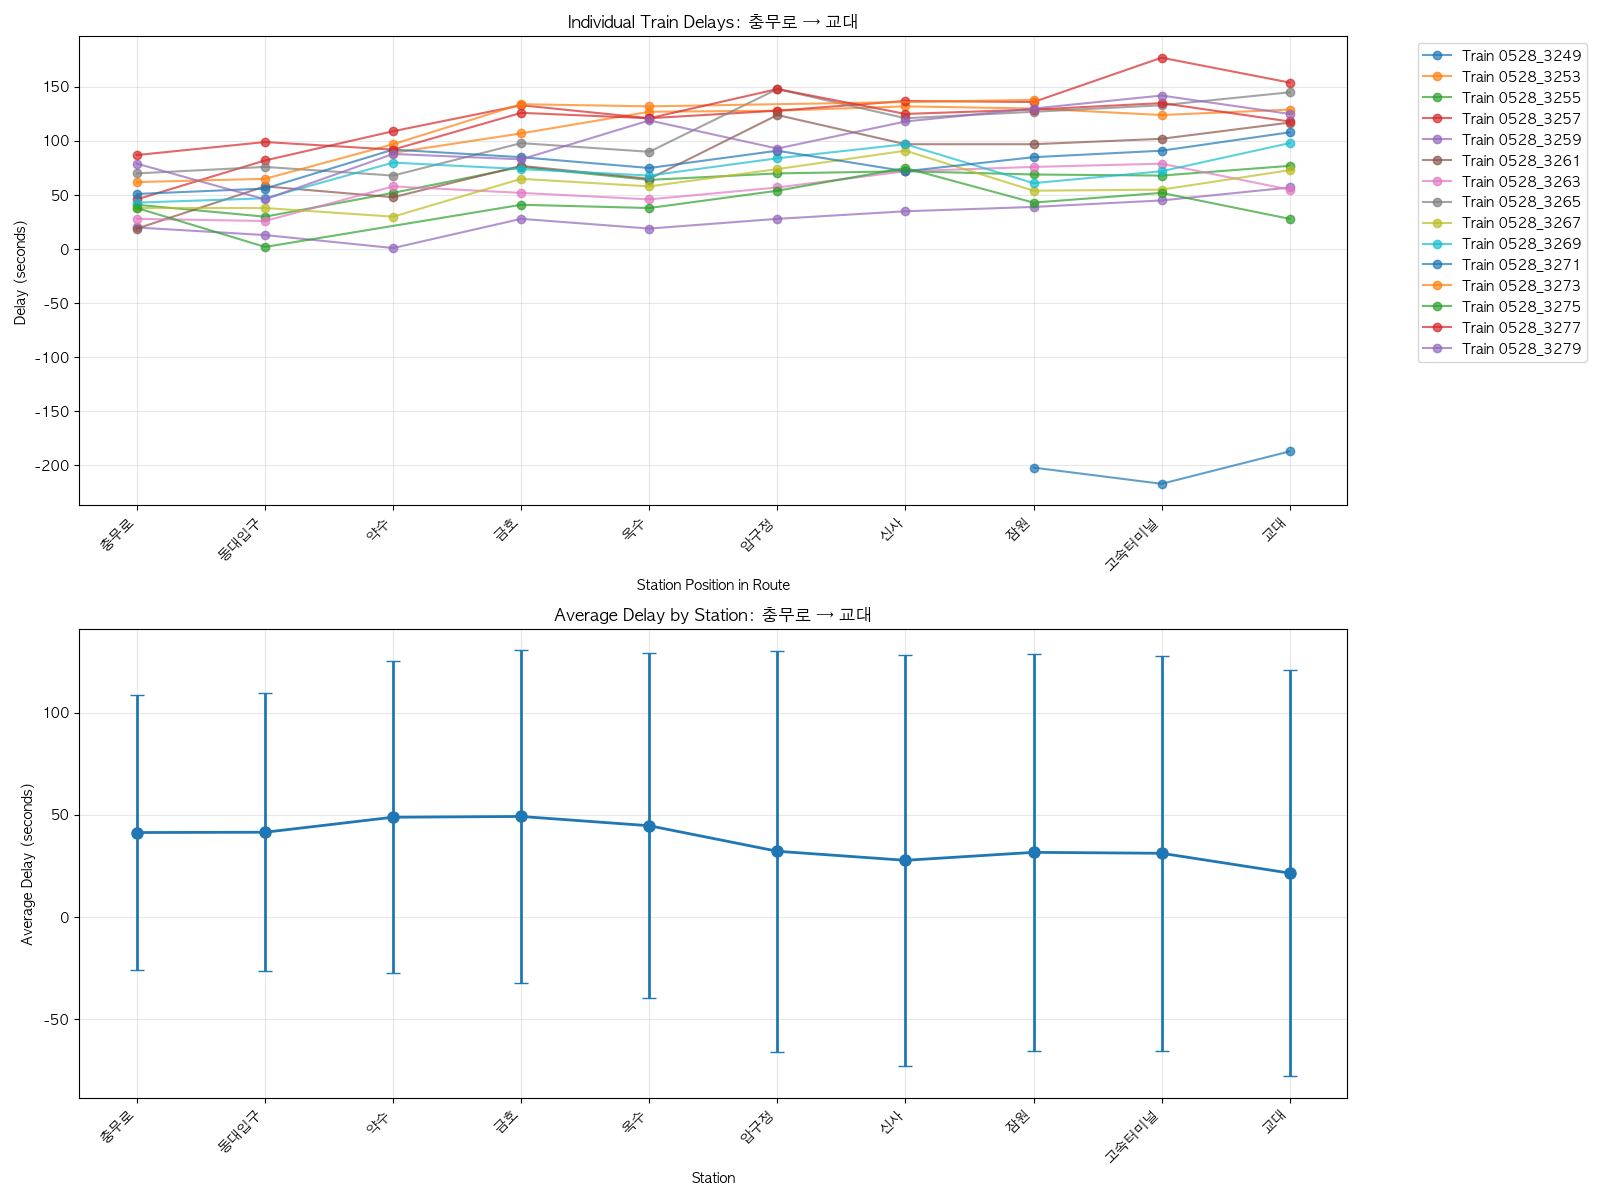 Individual Train Delays: 충무로 → 교대
Delay (seconds)
150
100
50
0
-50
-100
-150
-200
충무로
동대입구
약수
금호
옥수
압구정
신사
잠원
고속터미널
교대
Station Position in Route
Train 0528_3249
Train 0528_3253
Train 0528_3255
Train 0528_3257
Train 0528_3259
Train 0528_3261
Train 0528_3263
Train 0528_3265
Train 0528_3267
Train 0528_3269
Train 0528_3271
Train 0528_3273
Train 0528_3275
Train 0528_3277
Train 0528_3279
Average Delay by Station: 충무로 → 교대
Average Delay (seconds)
100
50
0
-50
충무로
동대입구
약수
금호
옥수
압구정
신사
잠원
고속터미널
교대
Station